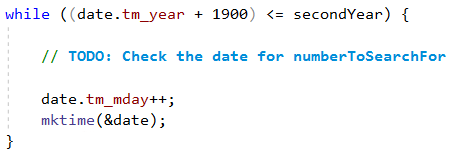 while ((date.tm_year + 1900) <= secondYear) {
// TODO: Check the date for numberToSearchFor
date.tm_mday++;
mktime(&date);
}